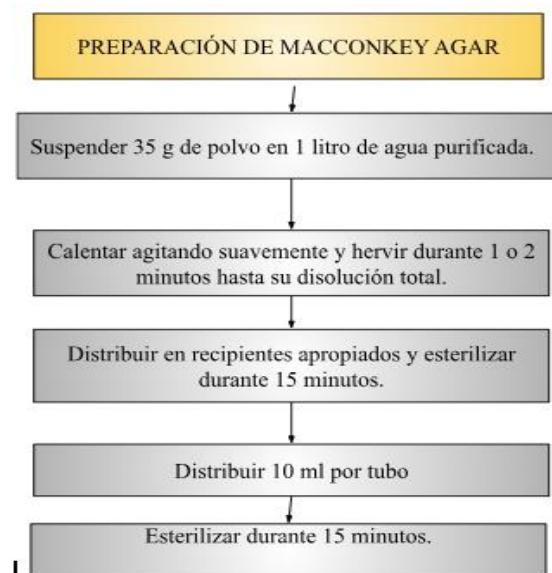 PREPARACIÓN DE MACCONKEY AGAR
Suspender 35 g de polvo en 1 litro de agua purificada.
Calentar agitando suavemente y hervir durante 1 o 2
minutos hasta su disolución total.
Distribuir en recipientes apropiados y esterilizar
durante 15 minutos.
Distribuir 10 ml por tubo
Esterilizar durante 15 minutos.